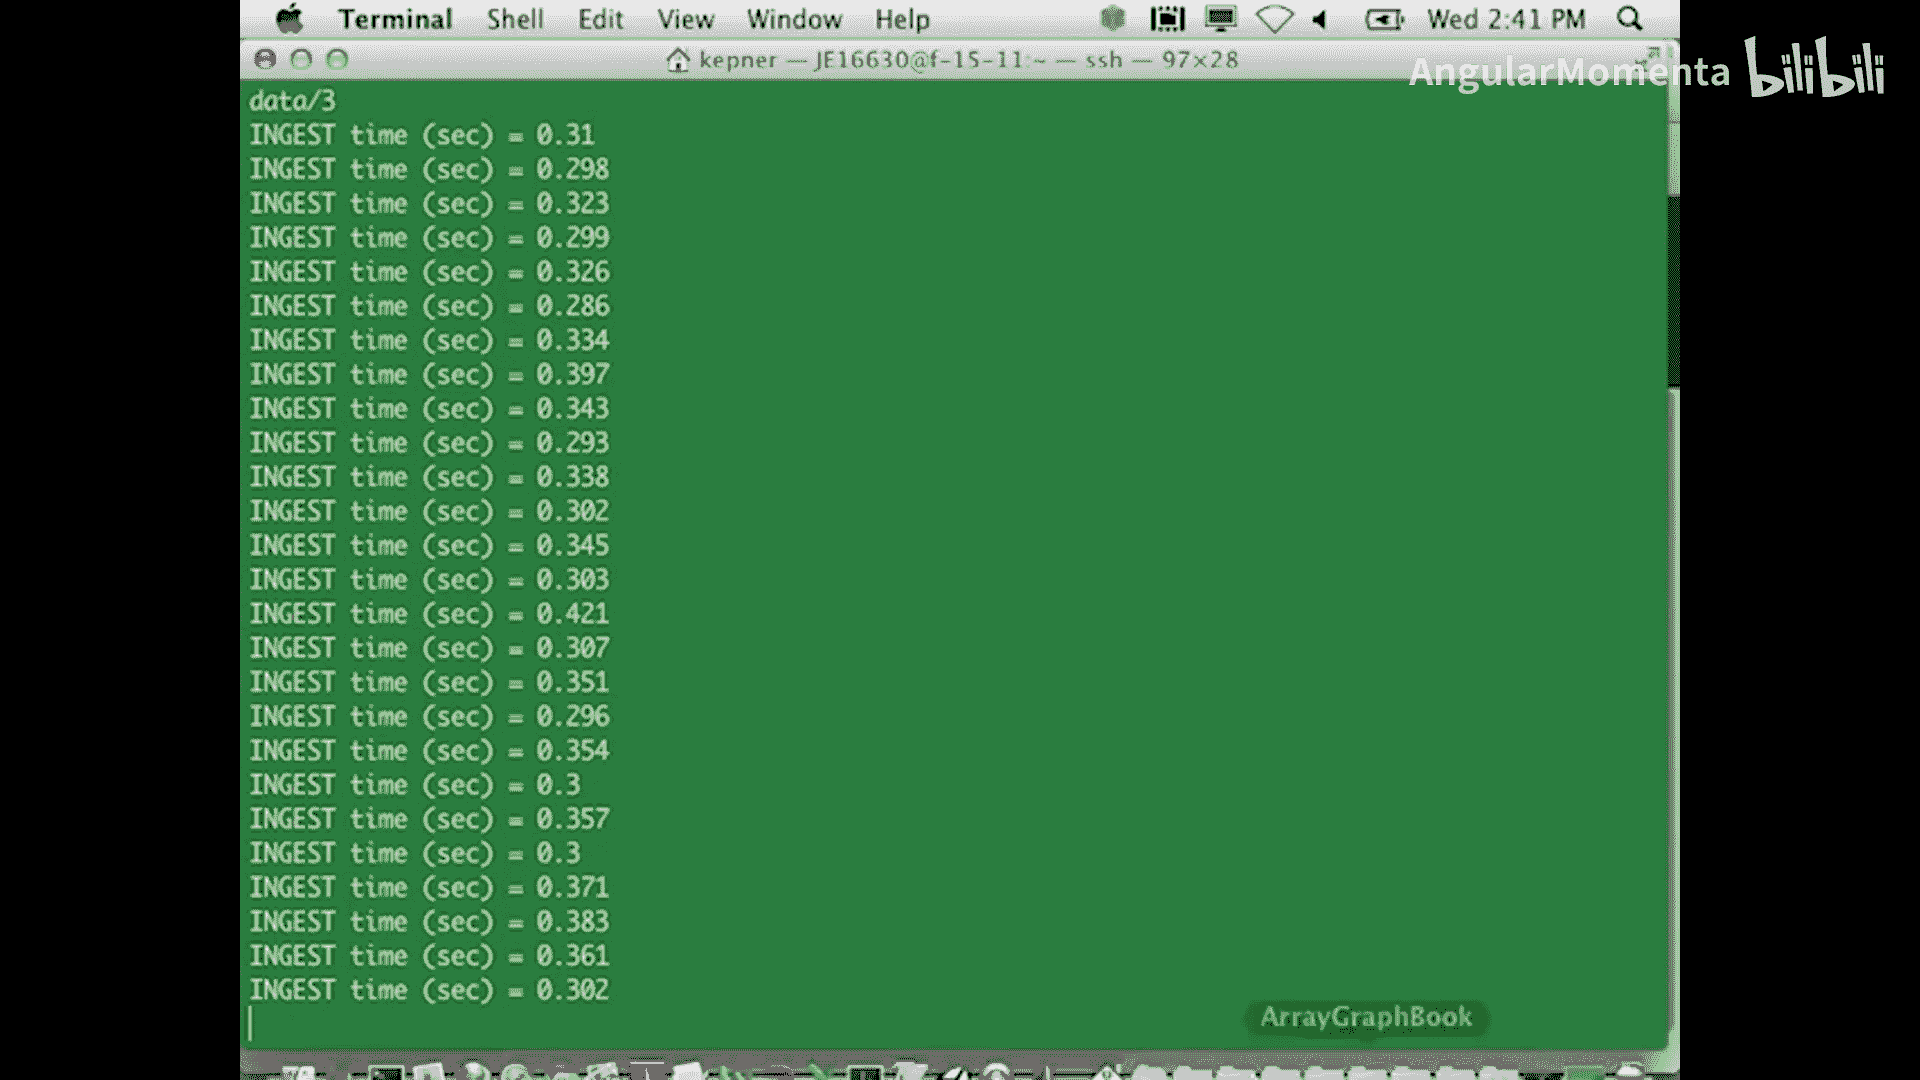 Terminal Shell Edit View Window Help Wed 2:41 PM
kepner — JE16630@f-15-11:~ — ssh — 97×28
AngularMomenta bilibili
data/3
INGEST time (sec) = 0.31
INGEST time (sec) = 0.298
INGEST time (sec) = 0.323
INGEST time (sec) = 0.299
INGEST time (sec) = 0.326
INGEST time (sec) = 0.286
INGEST time (sec) = 0.334
INGEST time (sec) = 0.397
INGEST time (sec) = 0.343
INGEST time (sec) = 0.293
INGEST time (sec) = 0.338
INGEST time (sec) = 0.302
INGEST time (sec) = 0.345
INGEST time (sec) = 0.303
INGEST time (sec) = 0.421
INGEST time (sec) = 0.307
INGEST time (sec) = 0.351
INGEST time (sec) = 0.296
INGEST time (sec) = 0.354
INGEST time (sec) = 0.3
INGEST time (sec) = 0.357
INGEST time (sec) = 0.3
INGEST time (sec) = 0.371
INGEST time (sec) = 0.383
INGEST time (sec) = 0.361
INGEST time (sec) = 0.302
ArrayGraphBook